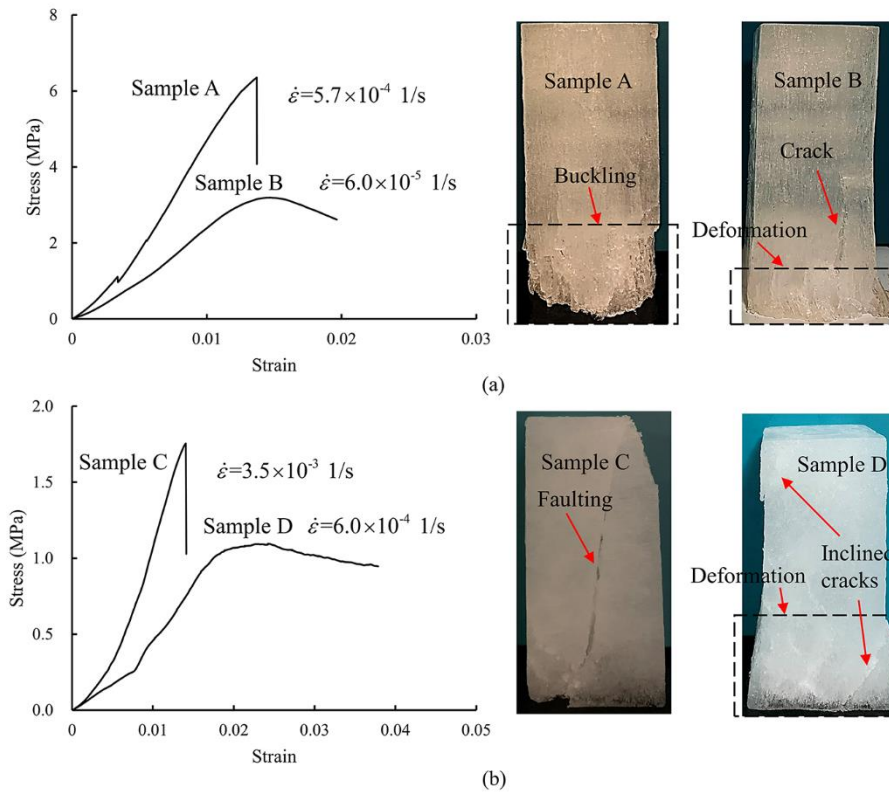 8
6
4
2
0
Stress (MPa)
Sample A
ε̇=5.7×10⁻⁴ 1/s
Sample B
ε̇=6.0×10⁻⁵ 1/s
0
0.01
0.02
0.03
Strain
Sample A
Buckling
Sample B
Crack
Deformation
(a)
2.0
1.5
1.0
0.5
0.0
Stress (MPa)
Sample C
ε̇=3.5×10⁻³ 1/s
Sample D
ε̇=6.0×10⁻⁴ 1/s
0
0.01
0.02
0.03
0.04
0.05
Strain
Sample C
Faulting
Sample D
Inclined
cracks
Deformation
(b)